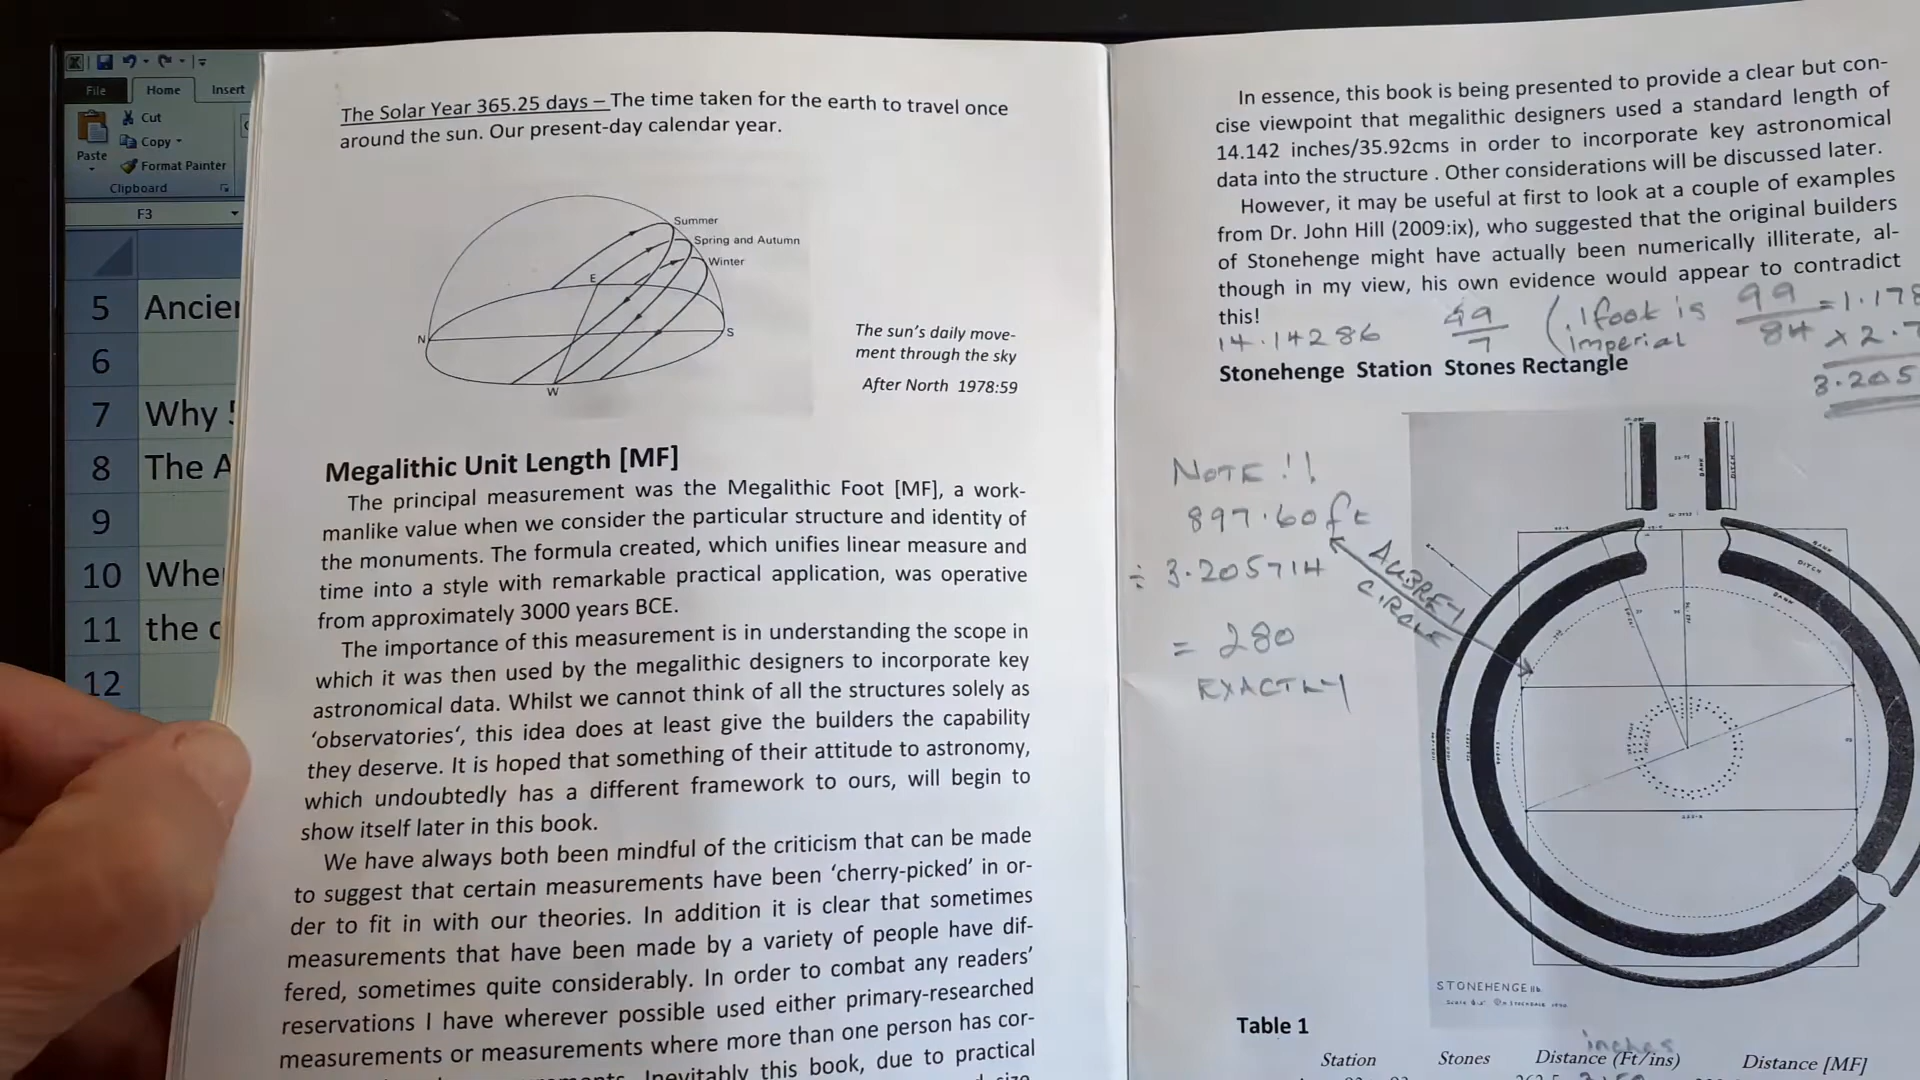 File Home Insert
Cut
Copy
Paste
Format Painter
Clipboard
F3
5 Ancie
6
7 Why
8 The A
9
10 Whe
11 the c
12
The Solar Year 365.25 days – The time taken for the earth to travel once
around the sun. Our present-day calendar year.
Summer
Spring and Autumn
Winter
E
N
S
W
The sun's daily move-
ment through the sky
After North 1978:59
Megalithic Unit Length [MF]
The principal measurement was the Megalithic Foot [MF], a work-
manlike value when we consider the particular structure and identity of
the monuments. The formula created, which unifies linear measure and
time into a style with remarkable practical application, was operative
from approximately 3000 years BCE.
The importance of this measurement is in understanding the scope in
which it was then used by the megalithic designers to incorporate key
astronomical data. Whilst we cannot think of all the structures solely as
'observatories', this idea does at least give the builders the capability
they deserve. It is hoped that something of their attitude to astronomy,
which undoubtedly has a different framework to ours, will begin to
show itself later in this book.
We have always both been mindful of the criticism that can be made
to suggest that certain measurements have been 'cherry-picked' in or-
der to fit in with our theories. In addition it is clear that sometimes
measurements that have been made by a variety of people have dif-
fered, sometimes quite considerably. In order to combat any readers'
reservations I have wherever possible used either primary-researched
measurements or measurements where more than one person has cor-
Inevitably this book, due to practical
In essence, this book is being presented to provide a clear but con-
cise viewpoint that megalithic designers used a standard length of
14.142 inches/35.92cms in order to incorporate key astronomical
data into the structure . Other considerations will be discussed later.
However, it may be useful at first to look at a couple of examples
from Dr. John Hill (2009:ix), who suggested that the original builders
of Stonehenge might have actually been numerically illiterate, al-
though in my view, his own evidence would appear to contradict
this!
14.14286 99/7 (.1 foot is imperial 99/84 = 1.178
× 2.7
3.205
Stonehenge Station Stones Rectangle
NOTE !!
897.60 ft
÷ 3.205714
= 280
EXACTLY
AUBREY
CIRCLE
BANK
DITCH
BANK
DITCH
BANK
STONEHENGE IIb
Table 1
inches
Station Stones Distance (Ft/ins) Distance [MF]